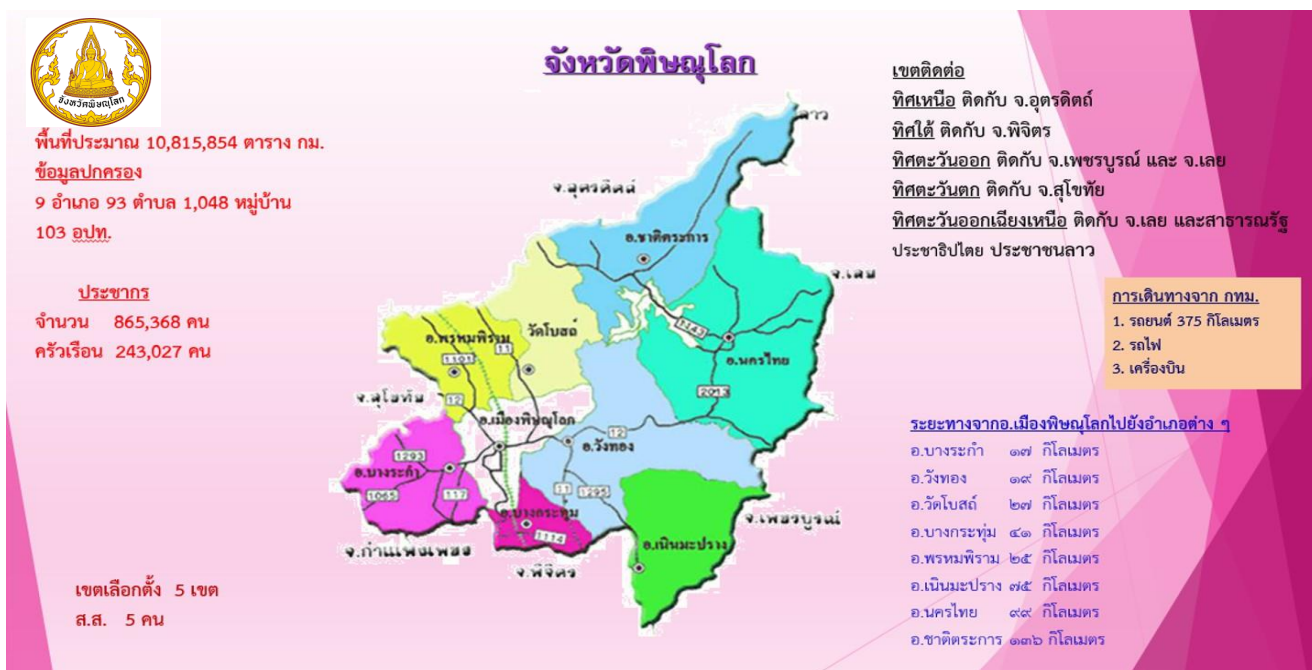 จังหวัดพิษณุโลก
จังหวัดพิษณุโลก
พื้นที่ประมาณ 10,815,854 ตาราง กม.
ข้อมูลปกครอง
9 อำเภอ 93 ตำบล 1,048 หมู่บ้าน
103 อปท.
ประชากร
จำนวน 865,368 คน
ครัวเรือน 243,027 คน
เขตเลือกตั้ง 5 เขต
ส.ส. 5 คน
ลาว
จ.อุตรดิตถ์
อ.ชาติตระการ
จ.เลย
1143
วัดโบสถ์
อ.พรหมพิราม
11
1101
อ.นครไทย
2013
จ.สุโขทัย
12
อ.เมืองพิษณุโลก
12
อ.วังทอง
1293
อ.บางระกำ
1065
117
11
1295
อ.บางกระทุ่ม
1114
จ.เพชรบูรณ์
อ.เนินมะปราง
จ.กำแพงเพชร
จ.พิจิตร
เขตติดต่อ
ทิศเหนือ ติดกับ จ.อุตรดิตถ์
ทิศใต้ ติดกับ จ.พิจิตร
ทิศตะวันออก ติดกับ จ.เพชรบูรณ์ และ จ.เลย
ทิศตะวันตก ติดกับ จ.สุโขทัย
ทิศตะวันออกเฉียงเหนือ ติดกับ จ.เลย และสาธารณรัฐ
ประชาธิปไตย ประชาชนลาว
การเดินทางจาก กทม.
1. รถยนต์ 375 กิโลเมตร
2. รถไฟ
3. เครื่องบิน
ระยะทางจากอ.เมืองพิษณุโลกไปยังอำเภอต่าง ๆ
อ.บางระกำ ๑๗ กิโลเมตร
อ.วังทอง ๑๙ กิโลเมตร
อ.วัดโบสถ์ ๒๗ กิโลเมตร
อ.บางกระทุ่ม ๔๑ กิโลเมตร
อ.พรหมพิราม ๒๕ กิโลเมตร
อ.เนินมะปราง ๗๕ กิโลเมตร
อ.นครไทย ๙๙ กิโลเมตร
อ.ชาติตระการ ๑๓๖ กิโลเมตร